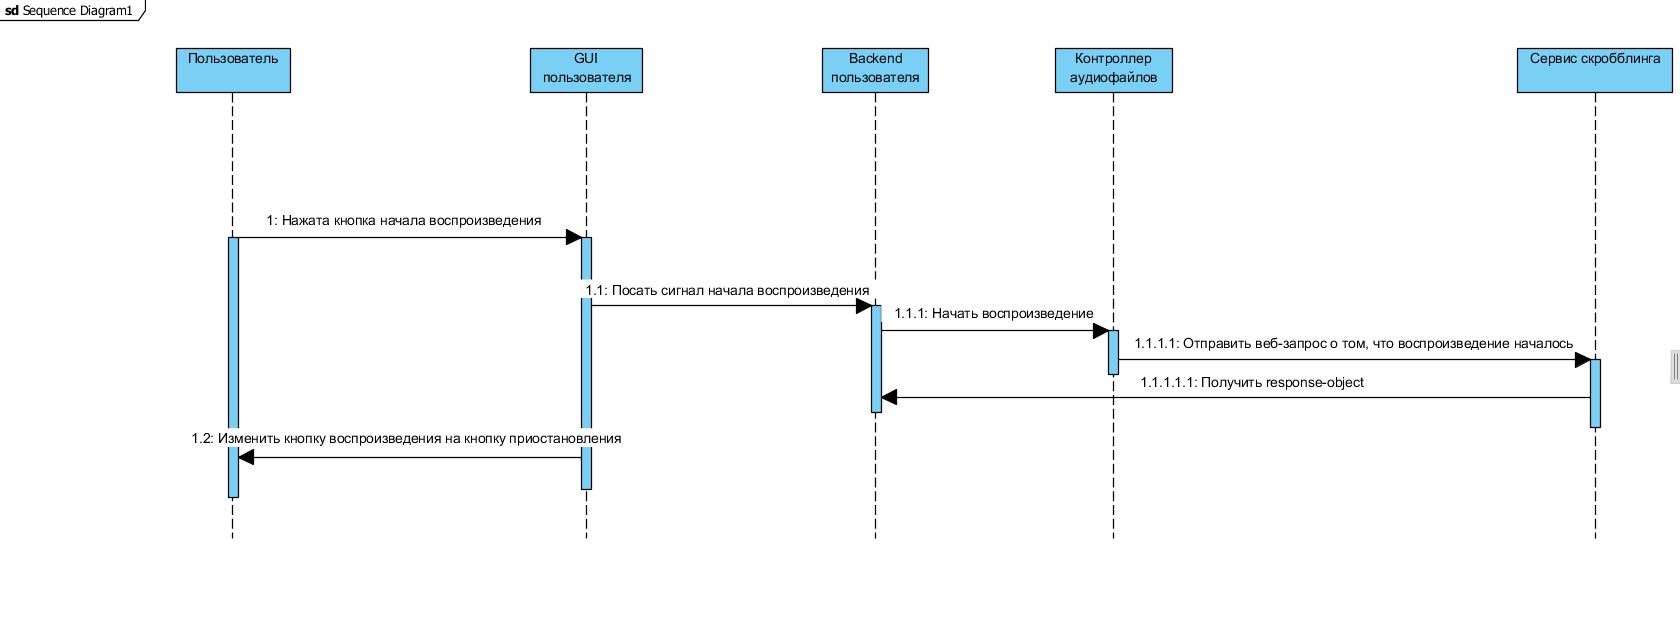 sd Sequence Diagram1
Пользователь
GUI
пользователя
Backend
пользователя
Контроллер
аудиофайлов
Сервис скробблинга
1: Нажата кнопка начала воспроизведения
1.1: Посать сигнал начала воспроизведения
1.1.1: Начать воспроизведение
1.1.1.1: Отправить веб-запрос о том, что воспроизведение началось
1.1.1.1.1: Получить response-object
1.2: Изменить кнопку воспроизведения на кнопку приостановления